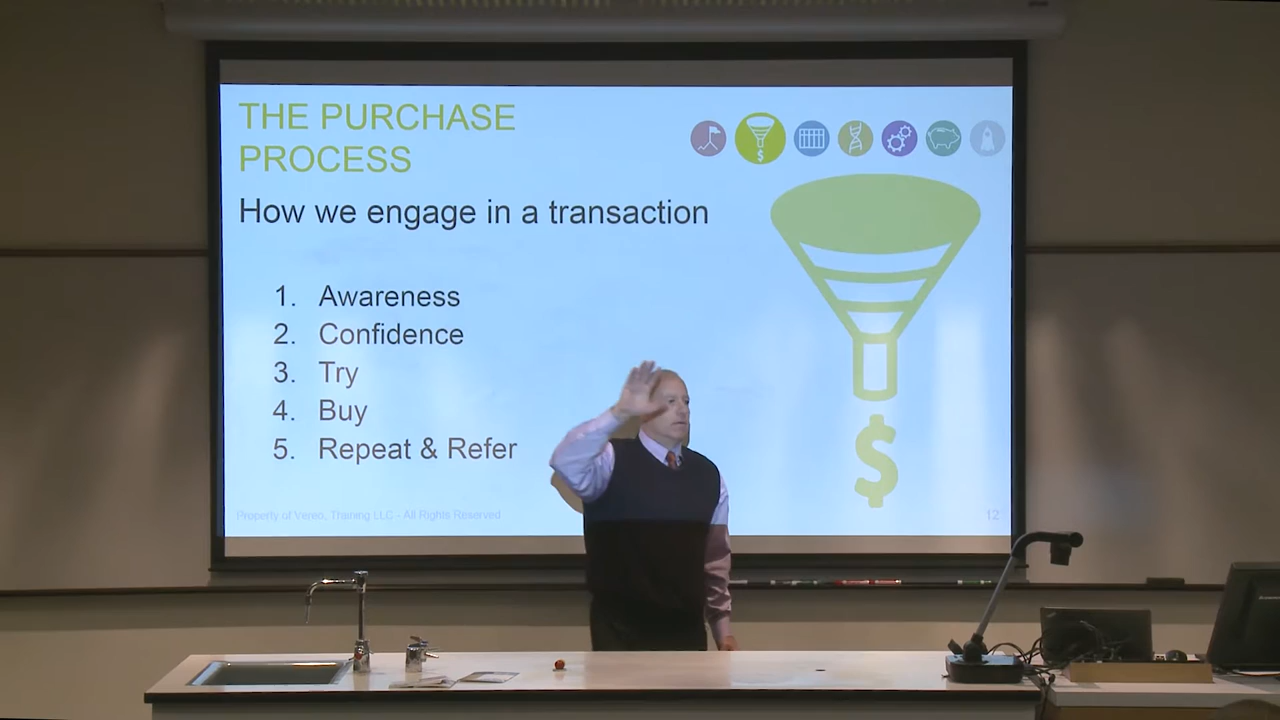 THE PURCHASE
PROCESS
How we engage in a transaction
1. Awareness
2. Confidence
3. Try
4. Buy
5. Repeat & Refer
$
$
Property of Vereo, Training LLC - All Rights Reserved
12